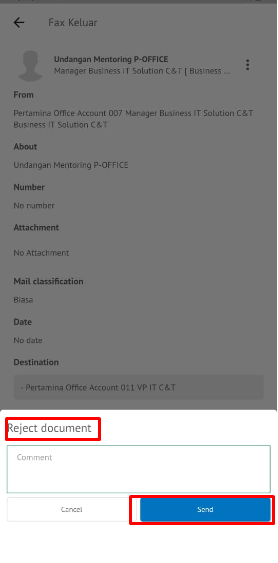 Fax Keluar
Undangan Mentoring P-OFFICE
Manager Business IT Solution C&T [ Business ...
From
Pertamina Office Account 007 Manager Business IT Solution C&T
Business IT Solution C&T
About
Undangan Mentoring P-OFFICE
Number
No number
Attachment
No Attachment
Mail classification
Biasa
Date
No date
Destination
- Pertamina Office Account 011 VP IT C&T
Reject document
Comment
Cancel
Send